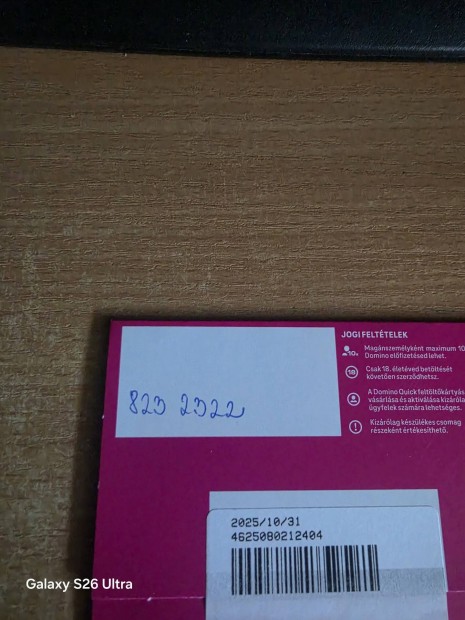 JOGI FELTÉTELEK
Magánszemélyként maximum 10
Domino előfizetésed lehet.
Csak 18. életéved betöltését
követően szerződhetsz.
A Domino Quick feltöltőkártyás
vásárlása és aktiválása kizáróla
ügyfelek számára lehetséges.
Kizárólag készülékes csomag
részeként értékesíthető.
823 2322
2025/10/31
4625080212404
Galaxy S26 Ultra